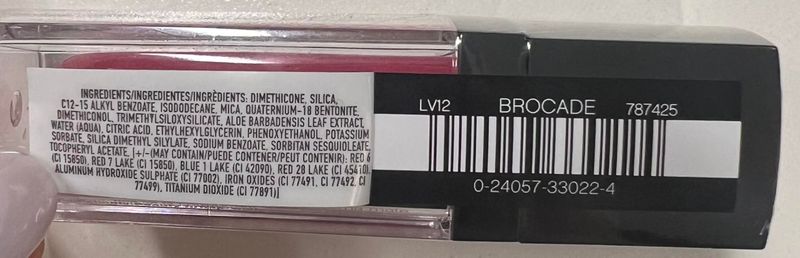 INGREDIENTS/INGREDIENTES/INGRÈDIENTS: DIMETHICONE, SILICA,
C12-15 ALKYL BENZOATE, ISODODECANE, MICA, QUATERNIUM-18 BENTONITE,
DIMETHICONOL, TRIMETHYLSILOXYSILICATE, ALOE BARBADENSIS LEAF EXTRACT,
WATER (AQUA), CITRIC ACID, ETHYLHEXYLGLYCERIN, PHENOXYETHANOL, POTASSIUM
SORBATE, SILICA DIMETHYL SILYLATE, SODIUM BENZOATE, SORBITAN SESQUIOLEATE,
TOCOPHERYL ACETATE, [+/-(MAY CONTAIN/PUEDE CONTENER/PEUT CONTENIR): RED 6
(CI 15850), RED 7 LAKE (CI 15850), BLUE 1 LAKE (CI 42090), RED 28 LAKE (CI 45410),
ALUMINUM HYDROXIDE SULPHATE (CI 77002), IRON OXIDES (CI 77491, CI 77492, CI
77499), TITANIUM DIOXIDE (CI 77891)]
LV12 BROCADE 787425
0-24057-33022-4